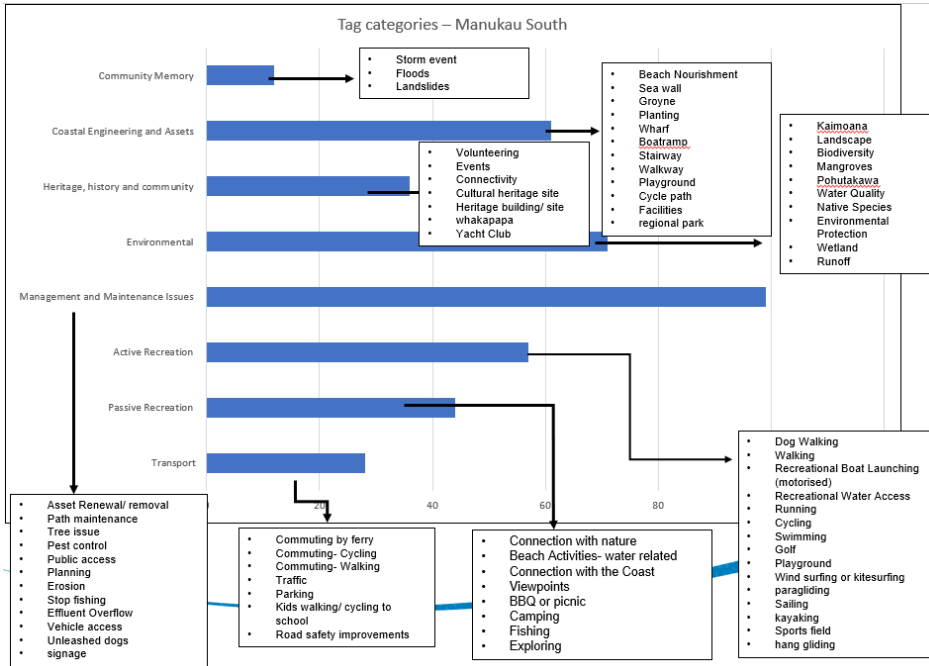 Tag categories – Manukau South
Community Memory
• Storm event
• Floods
• Landslides
Coastal Engineering and Assets
• Beach Nourishment
• Sea wall
• Groyne
• Planting
• Wharf
• Boatramp
• Stairway
• Walkway
• Playground
• Cycle path
• Facilities
regional park
Heritage, history and community
• Volunteering
• Events
• Connectivity
• Cultural heritage site
• Heritage building/ site
• whakapapa
• Yacht Club
Environmental
• Kaimoana
• Landscape
• Biodiversity
• Mangroves
• Pohutakawa
• Water Quality
• Native Species
• Environmental
Protection
• Wetland
• Runoff
Management and Maintenance Issues
Active Recreation
Passive Recreation
Transport
0
20
40
60
80
• Asset Renewal/ removal
• Path maintenance
• Tree issue
• Pest control
• Public access
• Planning
• Erosion
• Stop fishing
• Effluent Overflow
• Vehicle access
• Unleashed dogs
• signage
• Commuting by ferry
• Commuting- Cycling
• Commuting- Walking
• Traffic
• Parking
• Kids walking/ cycling to
school
• Road safety improvements
• Connection with nature
• Beach Activities- water related
• Connection with the Coast
• Viewpoints
• BBQ or picnic
• Camping
• Fishing
• Exploring
• Dog Walking
• Walking
• Recreational Boat Launching
(motorised)
• Recreational Water Access
• Running
• Cycling
• Swimming
• Golf
• Playground
• Wind surfing or kitesurfing
• paragliding
• Sailing
• kayaking
• Sports field
• hang gliding